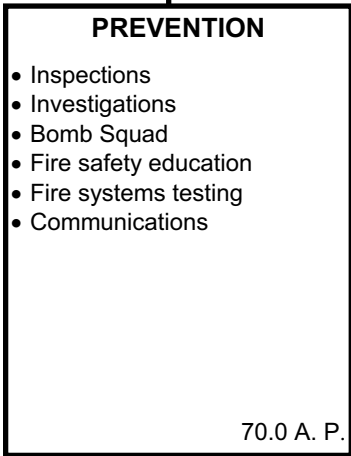 PREVENTION
• Inspections
• Investigations
• Bomb Squad
• Fire safety education
• Fire systems testing
• Communications
70.0 A. P.